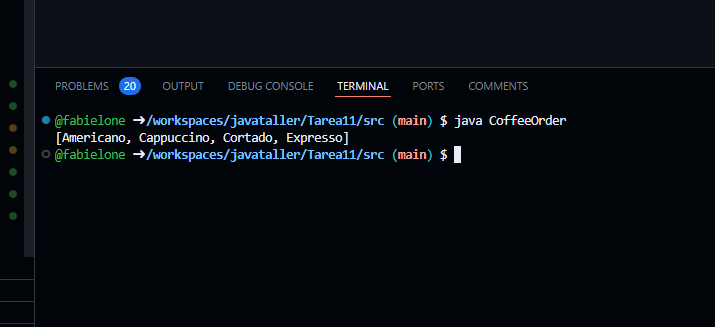 PROBLEMS 20 OUTPUT DEBUG CONSOLE TERMINAL PORTS COMMENTS
@fabielone ➜/workspaces/javataller/Tarea11/src (main) $ java CoffeeOrder
[Americano, Cappuccino, Cortado, Expresso]
@fabielone ➜/workspaces/javataller/Tarea11/src (main) $